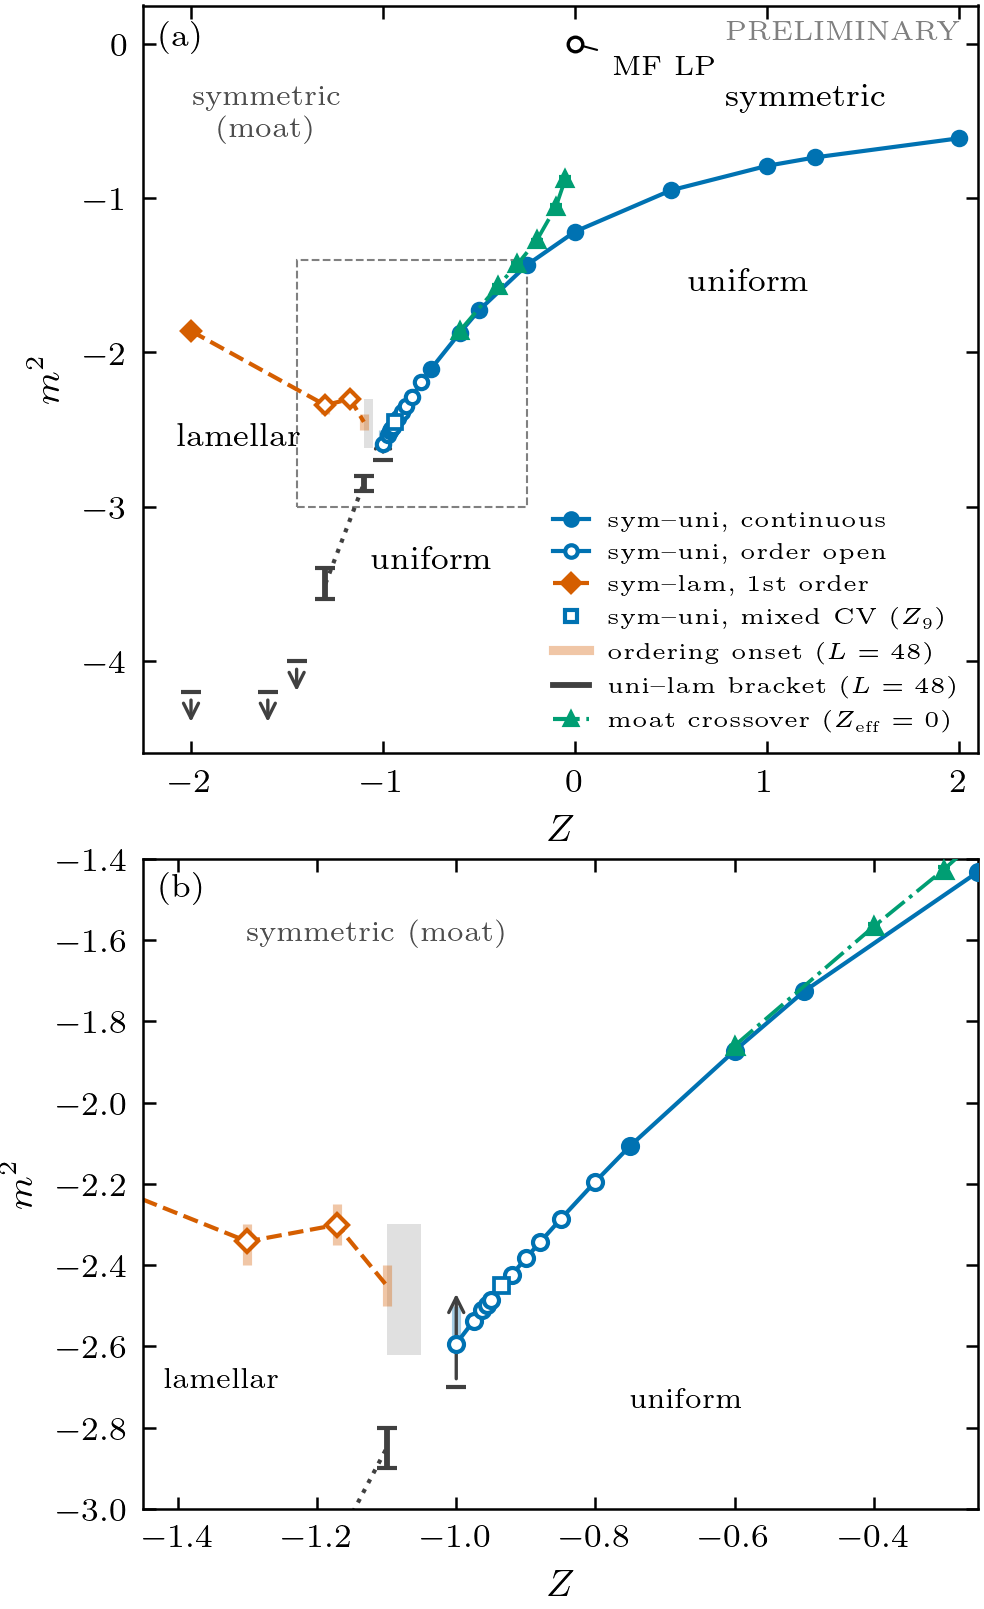 (a)
PRELIMINARY
MF LP
symmetric
(moat)
symmetric
uniform
lamellar
uniform
sym–uni, continuous
sym–uni, order open
sym–lam, 1st order
sym–uni, mixed CV (Z₉)
ordering onset (L = 48)
uni–lam bracket (L = 48)
moat crossover (Z_eff = 0)
0
−1
−2
−3
−4
m²
−2 −1 0 1 2
Z
(b)
symmetric (moat)
lamellar
uniform
−1.4
−1.6
−1.8
−2.0
−2.2
−2.4
−2.6
−2.8
−3.0
m²
−1.4 −1.2 −1.0 −0.8 −0.6 −0.4
Z